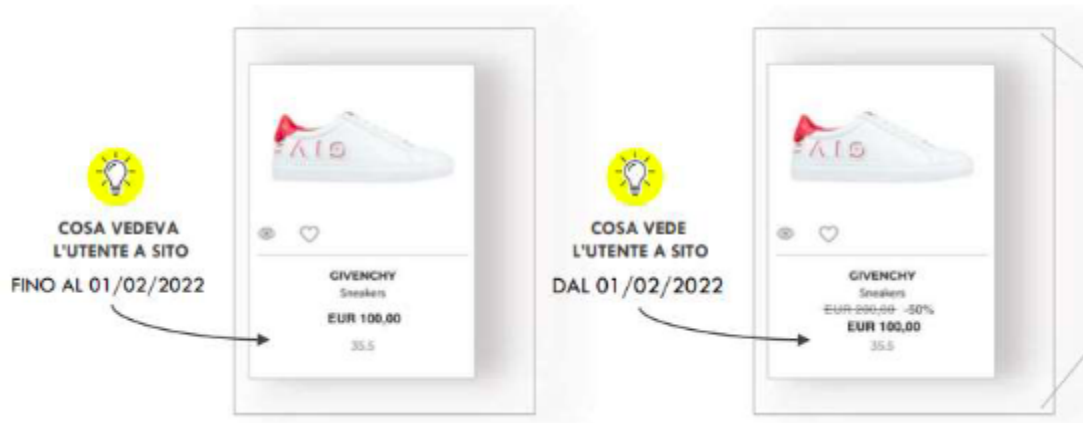 COSA VEDEVA
L'UTENTE A SITO
FINO AL 01/02/2022
GIVENCHY
Sneakers
EUR 100,00
35.5
COSA VEDE
L'UTENTE A SITO
DAL 01/02/2022
GIVENCHY
Sneakers
EUR 200,00 -50%
EUR 100,00
35.5